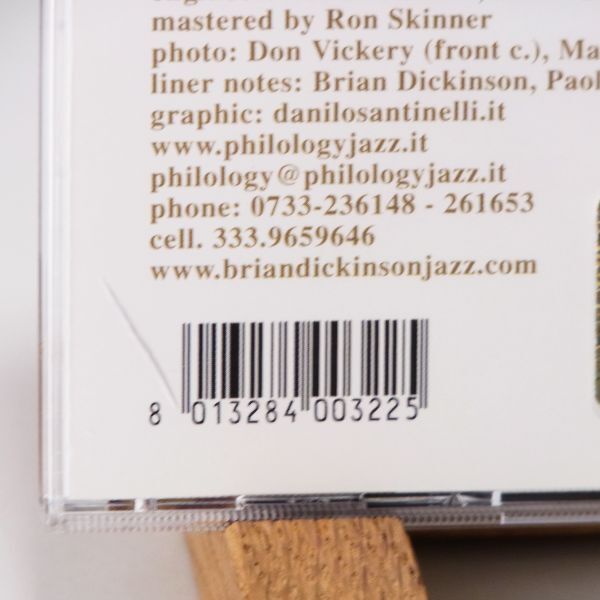 mastered by Ron Skinner
photo: Don Vickery (front c.),
liner notes: Brian Dickinson,
graphic: danilosantinelli.it
www.philologyjazz.it
philology@philologyjazz.it
phone: 0733-236148 - 261653
cell. 333.9659646
www.briandickinsonjazz.com
8 013284 003225